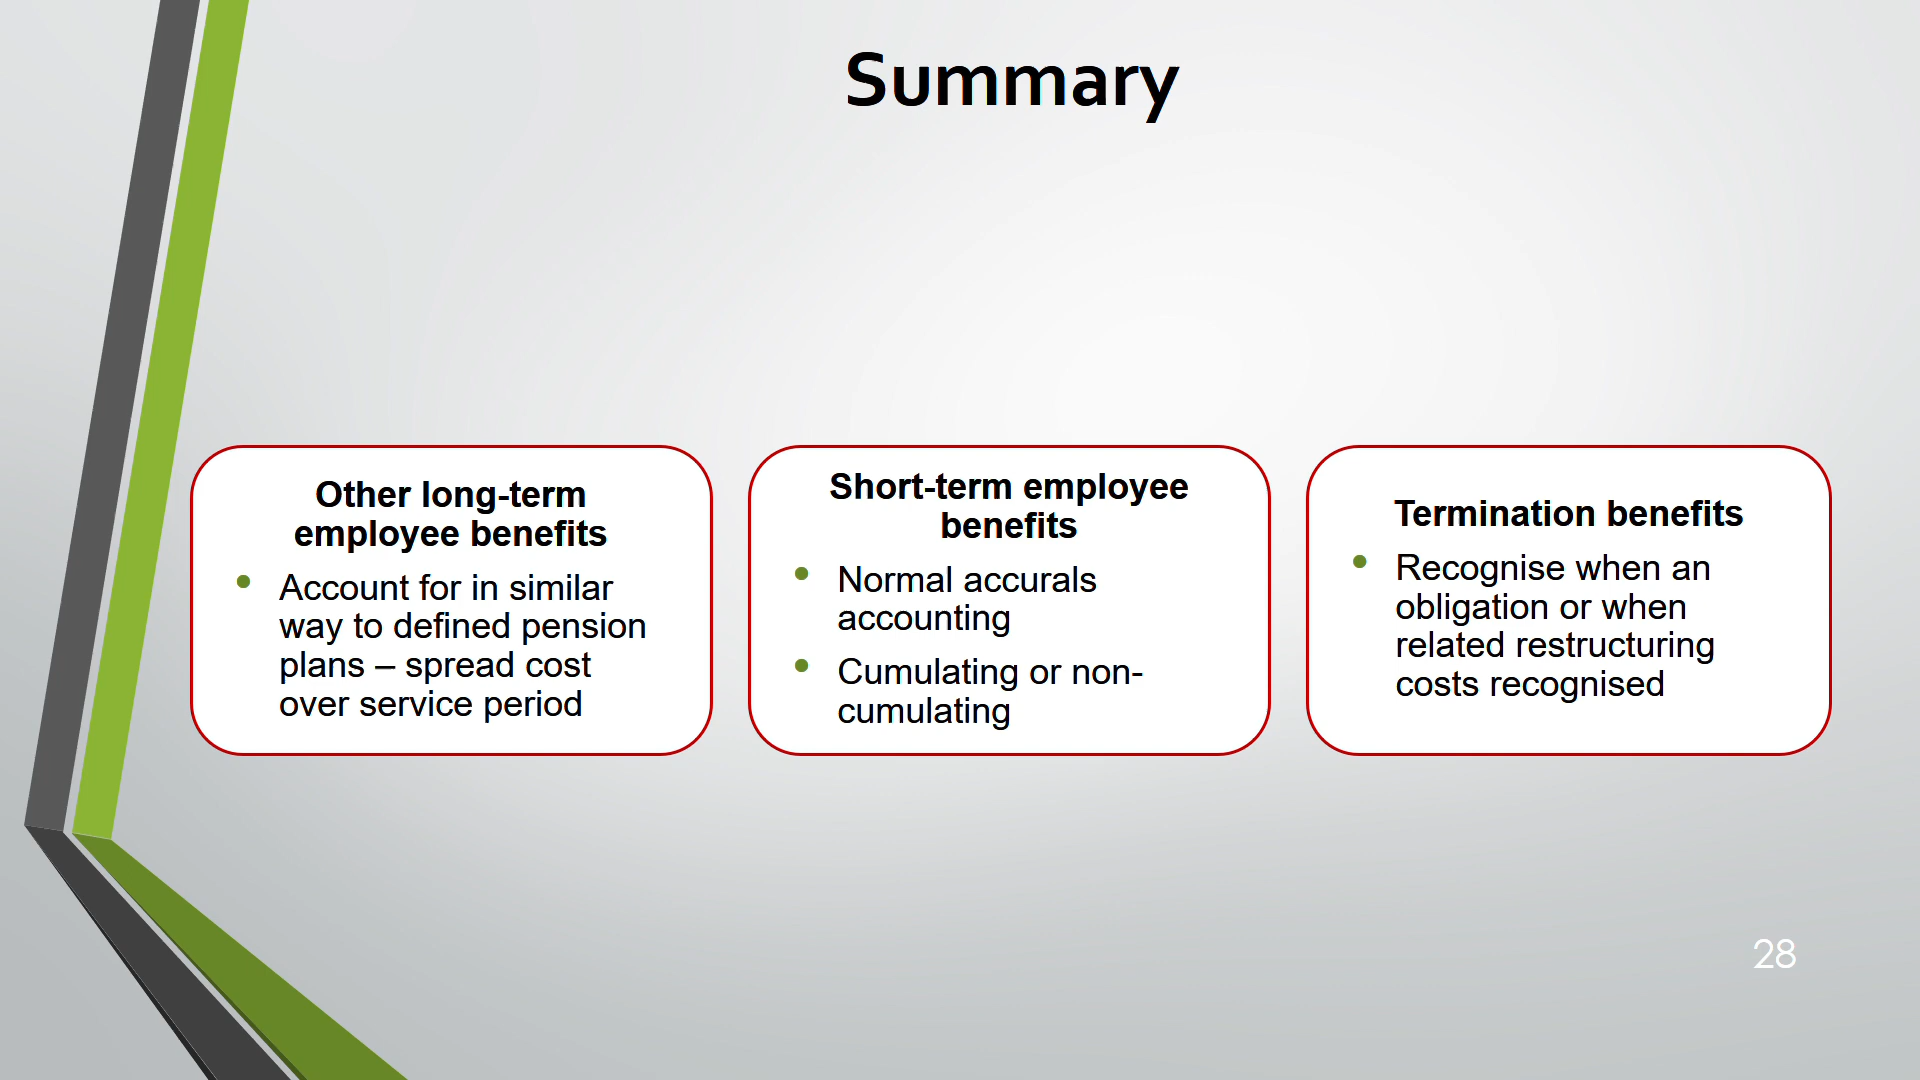 Summary
Other long-term
employee benefits
• Account for in similar
way to defined pension
plans – spread cost
over service period
Short-term employee
benefits
• Normal accurals
accounting
• Cumulating or non-
cumulating
Termination benefits
• Recognise when an
obligation or when
related restructuring
costs recognised
28